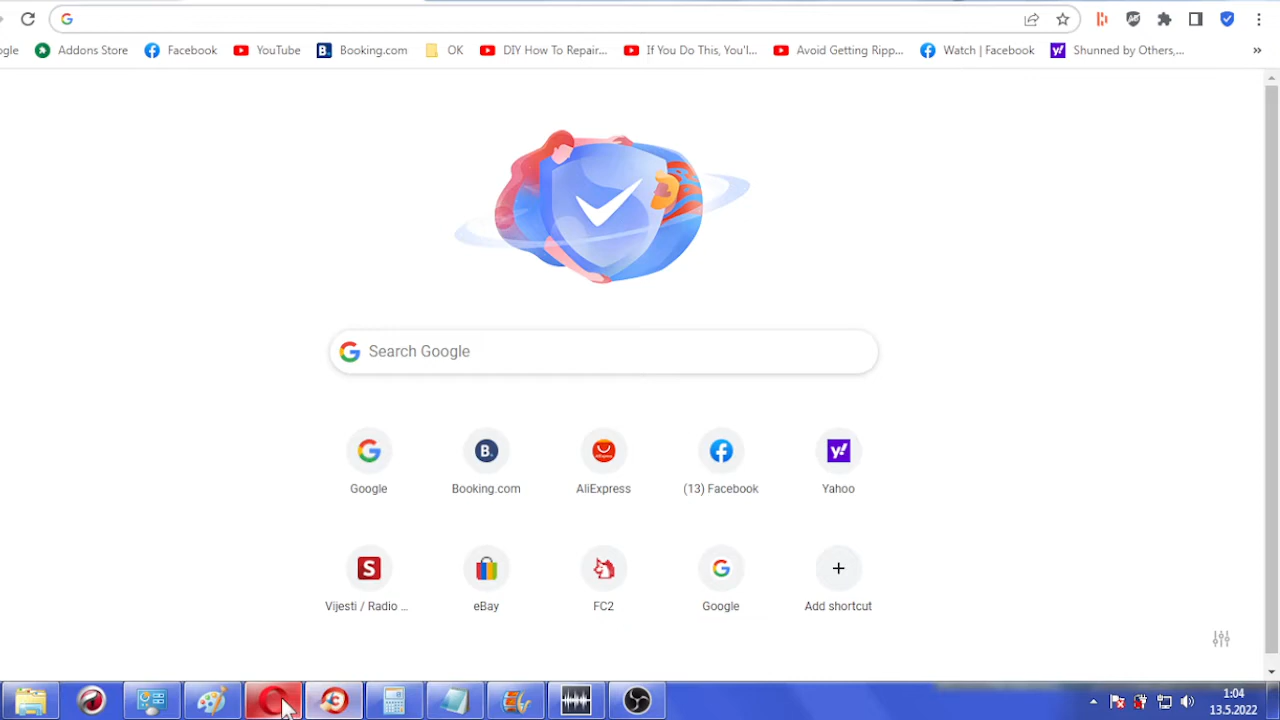 gle Addons Store Facebook YouTube Booking.com OK DIY How To Repair... If You Do This, You'l... Avoid Getting Ripp... Watch | Facebook Shunned by Others,... »
Search Google
Google Booking.com AliExpress (13) Facebook Yahoo
Vijesti / Radio ... eBay FC2 Google Add shortcut
1:04
13.5.2022